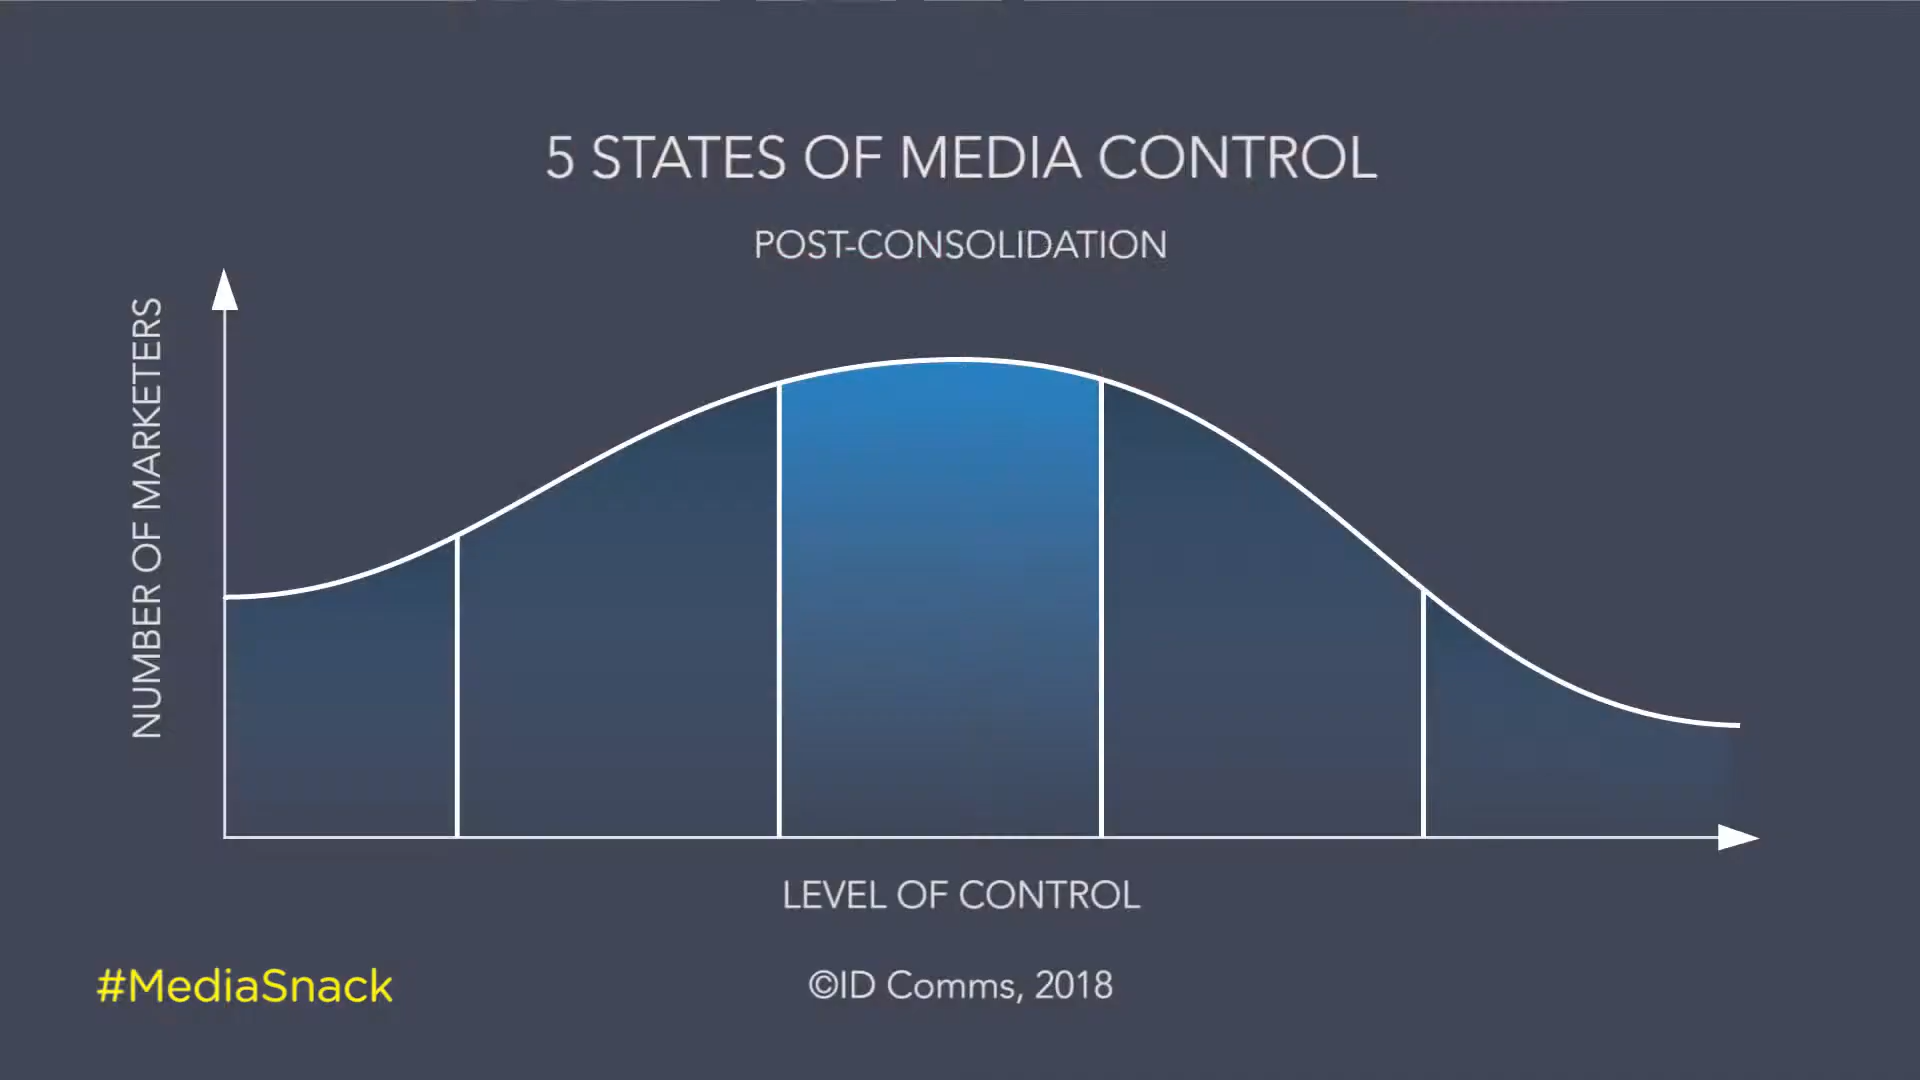 5 STATES OF MEDIA CONTROL
POST-CONSOLIDATION
NUMBER OF MARKETERS
LEVEL OF CONTROL
#MediaSnack
©ID Comms, 2018